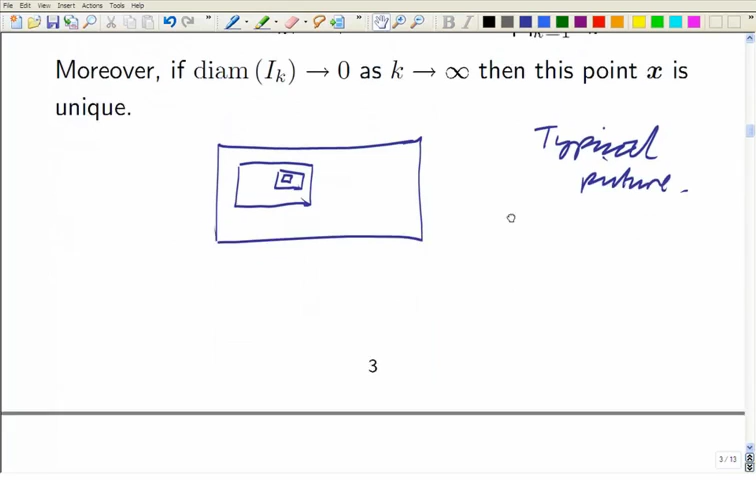 File Edit View Insert Actions Tools Help
Moreover, if diam (I_k) → 0 as k → ∞ then this point x is
unique.
Typical
picture.
3
3 / 13